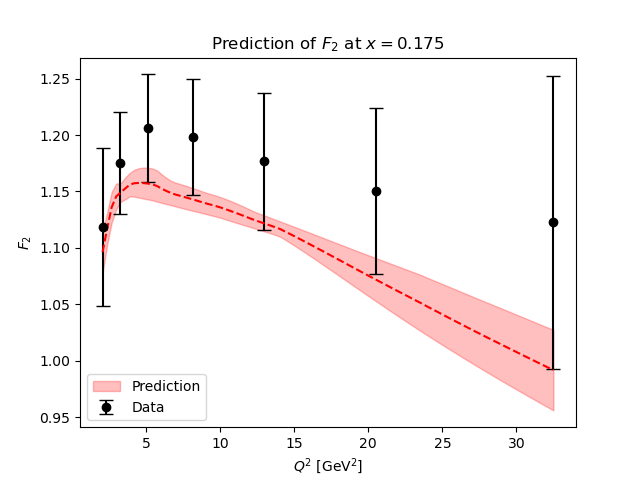 Prediction of $F_2$ at $x = 0.175$
1.25
1.20
1.15
1.10
1.05
1.00
0.95
$F_2$
Prediction
Data
5 10 15 20 25 30
$Q^2$ [GeV$^2$]